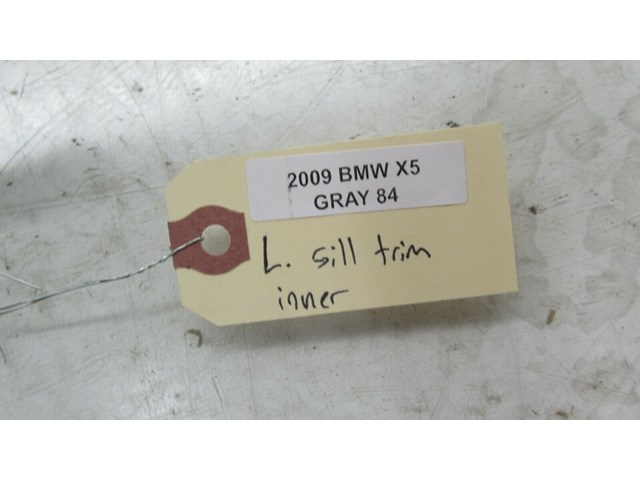 2009 BMW X5
GRAY 84
L. sill trim
inner